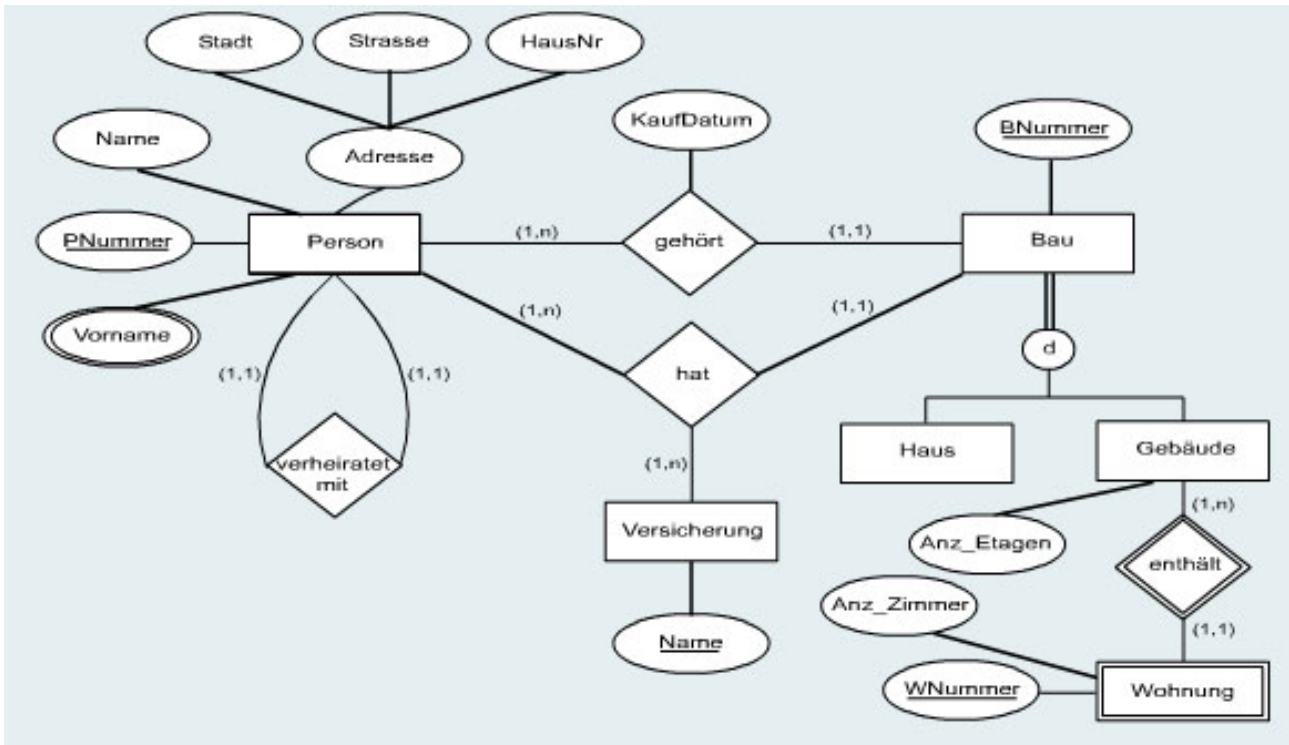 Stadt
Strasse
HausNr
Name
Adresse
KaufDatum
BNummer
PNummer
Person
(1,n)
gehört
(1,1)
Bau
Vorname
(1,n)
(1,1)
(1,1)
(1,1)
hat
d
verheiratet
mit
(1,n)
Haus
Gebäude
Versicherung
(1,n)
Anz_Etagen
enthält
Anz_Zimmer
(1,1)
Name
WNummer
Wohnung